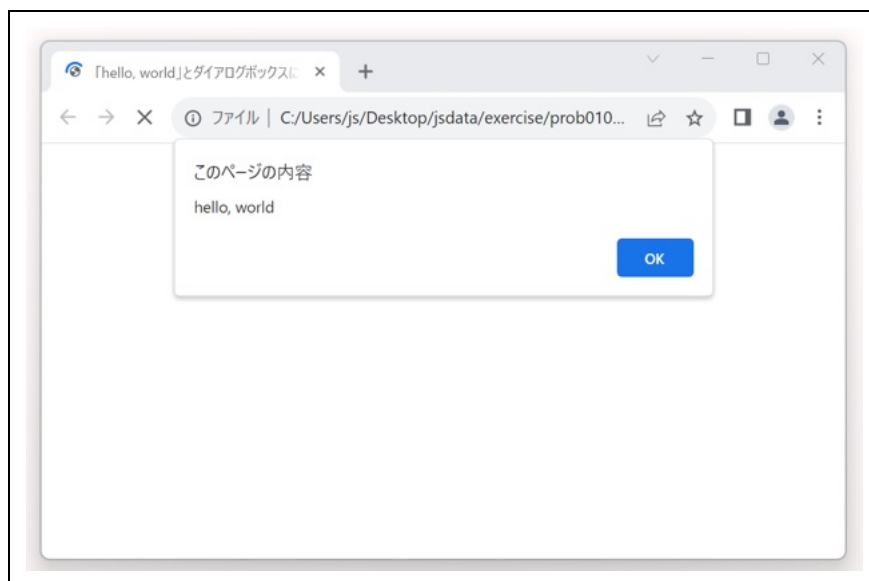 「hello, world」とダイアログボックスに
ファイル | C:/Users/js/Desktop/jsdata/exercise/prob010...
このページの内容
hello, world
OK